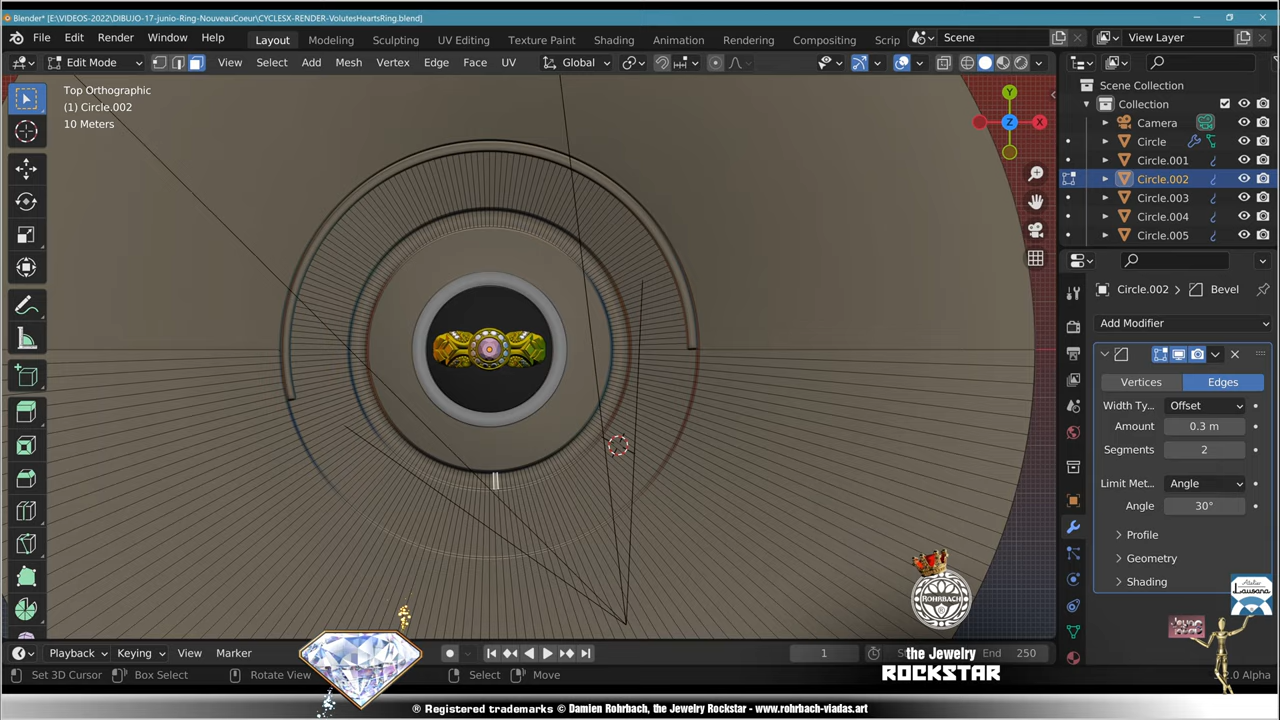 Blender* [E:\VIDEOS-2022\DIBUJO-17-junio-Ring-NouveauCoeur\CYCLESX-RENDER-VolutesHeartsRing.blend]
File Edit Render Window Help Layout Modeling Sculpting UV Editing Texture Paint Shading Animation Rendering Compositing Scrip Scene View Layer
Edit Mode View Select Add Mesh Vertex Edge Face UV Global
Top Orthographic
(1) Circle.002
10 Meters
Y
Z
X
Scene Collection
Collection
Camera
Circle
Circle.001
Circle.002
Circle.003
Circle.004
Circle.005
Circle.002 > Bevel
Add Modifier
Vertices Edges
Width Ty... Offset
Amount 0.3 m
Segments 2
Limit Met... Angle
Angle 30°
Profile
Geometry
Shading
Atelier
Lausana
ROHRBACH
Playback Keying View Marker 1 End 250
the Jewelry
ROCKSTAR
Set 3D Cursor Box Select Rotate View Select Move .0 Alpha
® Registered trademarks © Damien Rohrbach, the Jewelry Rockstar - www.rohrbach-viadas.art